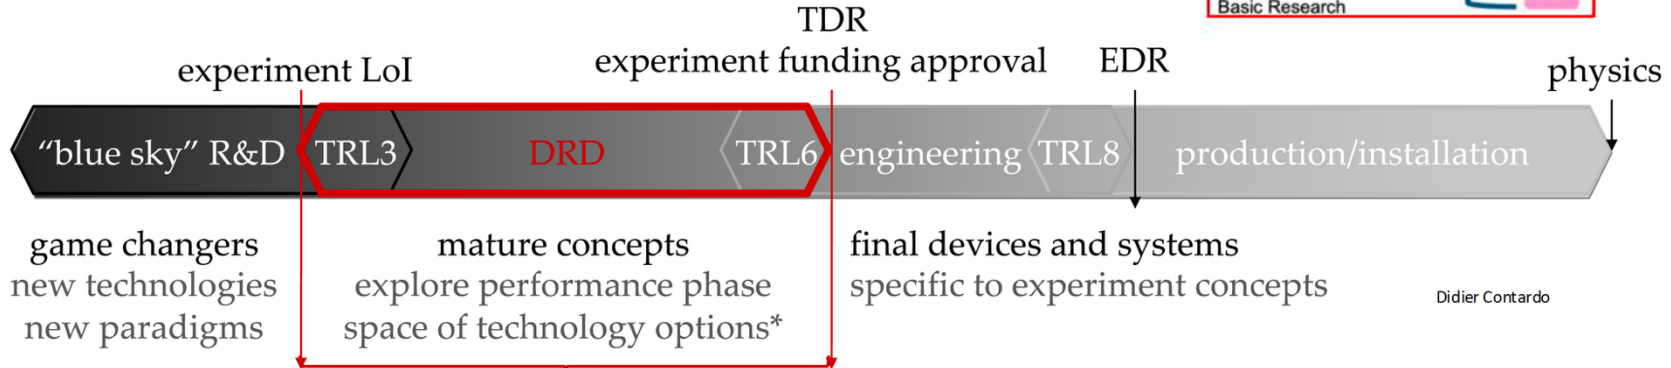 Basic Research
TDR
experiment LoI
experiment funding approval
EDR
physics
“blue sky” R&D
TRL3
DRD
TRL6
engineering
TRL8
production/installation
game changers
new technologies
new paradigms
mature concepts
explore performance phase
space of technology options*
final devices and systems
specific to experiment concepts
Didier Contardo